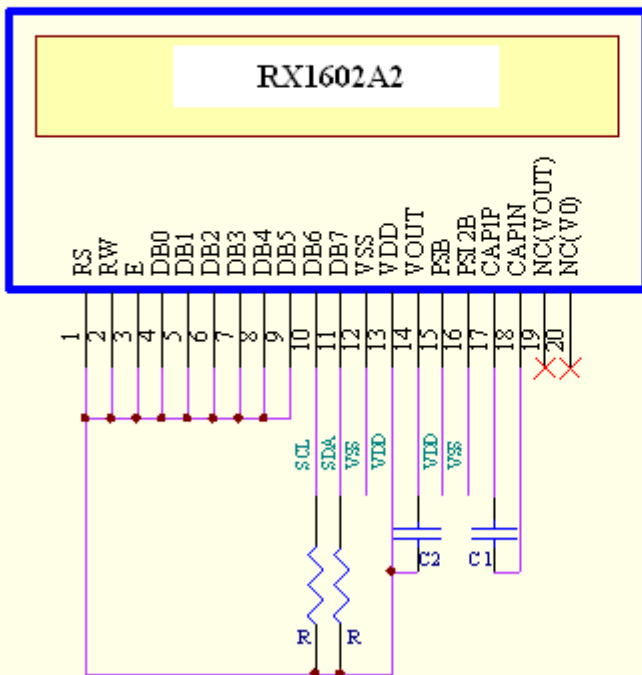 RX1602A2
RS
RW
E
DB0
DB1
DB2
DB3
DB4
DB5
DB6
DB7
VSS
VDD
VOUT
PSB
PSI2B
CAP1P
CAP1N
NC(VOUT)
NC(V0)
1
2
3
4
5
6
7
8
9
10
11
12
13
14
15
16
17
18
19
20
SCL
SDA
VSS
VDD
VDD
VSS
C2
C1
R
R